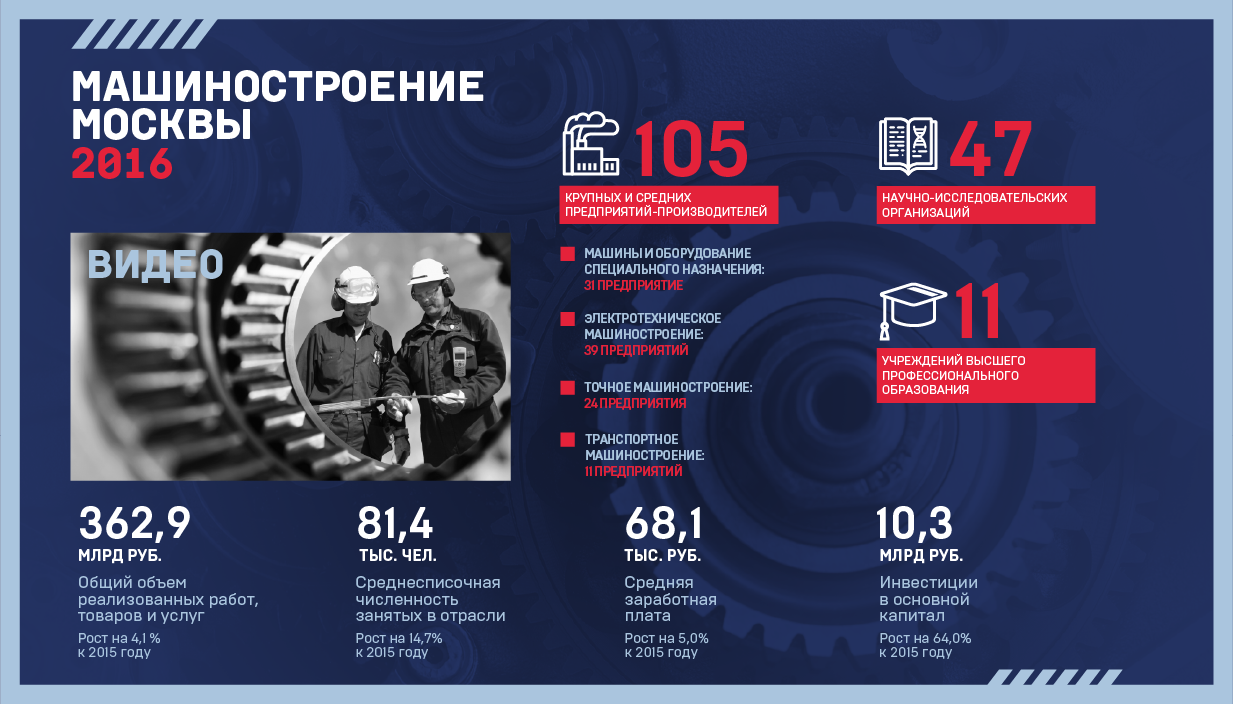 МАШИНОСТРОЕНИЕ
МОСКВЫ
2016
ВИДЕО
105
КРУПНЫХ И СРЕДНИХ
ПРЕДПРИЯТИЙ-ПРОИЗВОДИТЕЛЕЙ
МАШИНЫ И ОБОРУДОВАНИЕ
СПЕЦИАЛЬНОГО НАЗНАЧЕНИЯ:
31 ПРЕДПРИЯТИЕ
ЭЛЕКТРОТЕХНИЧЕСКОЕ
МАШИНОСТРОЕНИЕ:
39 ПРЕДПРИЯТИЙ
ТОЧНОЕ МАШИНОСТРОЕНИЕ:
24 ПРЕДПРИЯТИЯ
ТРАНСПОРТНОЕ
МАШИНОСТРОЕНИЕ:
11 ПРЕДПРИЯТИЙ
47
НАУЧНО-ИССЛЕДОВАТЕЛЬСКИХ
ОРГАНИЗАЦИЙ
11
УЧРЕЖДЕНИЙ ВЫСШЕГО
ПРОФЕССИОНАЛЬНОГО
ОБРАЗОВАНИЯ
362,9
МЛРД РУБ.
Общий объем
реализованных работ,
товаров и услуг
Рост на 4,1 %
к 2015 году
81,4
ТЫС. ЧЕЛ.
Среднесписочная
численность
занятых в отрасли
Рост на 14,7%
к 2015 году
68,1
ТЫС. РУБ.
Средняя
заработная
плата
Рост на 5,0%
к 2015 году
10,3
МЛРД РУБ.
Инвестиции
в основной
капитал
Рост на 64,0%
к 2015 году